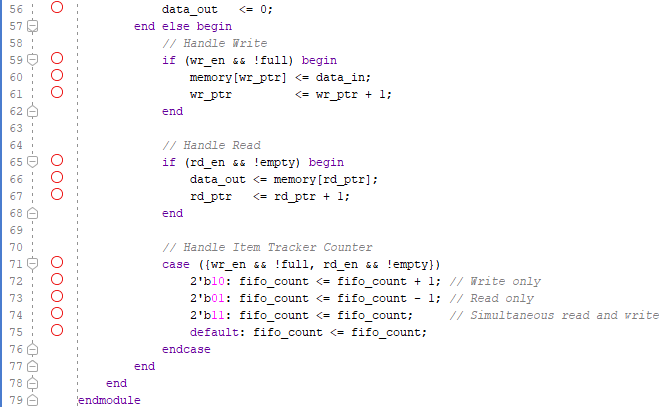 56 data_out <= 0;
57 end else begin
58 // Handle Write
59 if (wr_en && !full) begin
60 memory[wr_ptr] <= data_in;
61 wr_ptr <= wr_ptr + 1;
62 end
63
64 // Handle Read
65 if (rd_en && !empty) begin
66 data_out <= memory[rd_ptr];
67 rd_ptr <= rd_ptr + 1;
68 end
69
70 // Handle Item Tracker Counter
71 case ({wr_en && !full, rd_en && !empty})
72 2'b10: fifo_count <= fifo_count + 1; // Write only
73 2'b01: fifo_count <= fifo_count - 1; // Read only
74 2'b11: fifo_count <= fifo_count; // Simultaneous read and write
75 default: fifo_count <= fifo_count;
76 endcase
77 end
78 end
79 endmodule